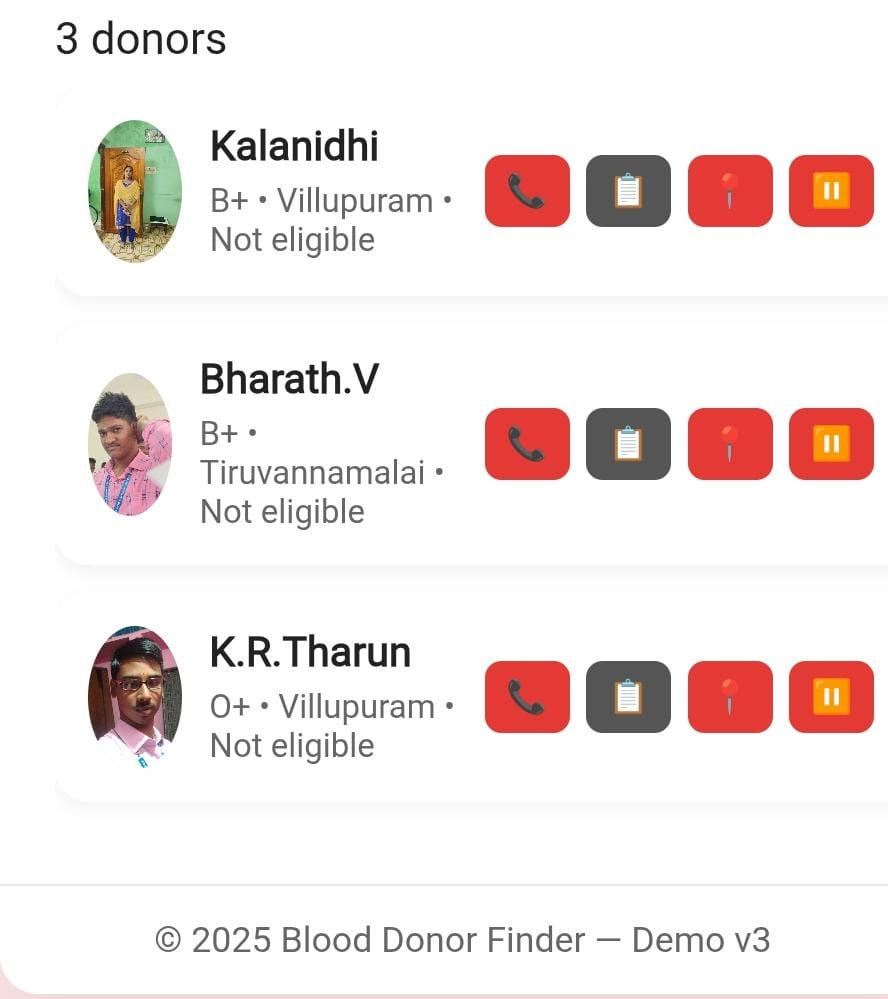 3 donors
Kalanidhi
B+ • Villupuram •
Not eligible
Bharath.V
B+ •
Tiruvannamalai •
Not eligible
K.R.Tharun
O+ • Villupuram •
Not eligible
© 2025 Blood Donor Finder — Demo v3